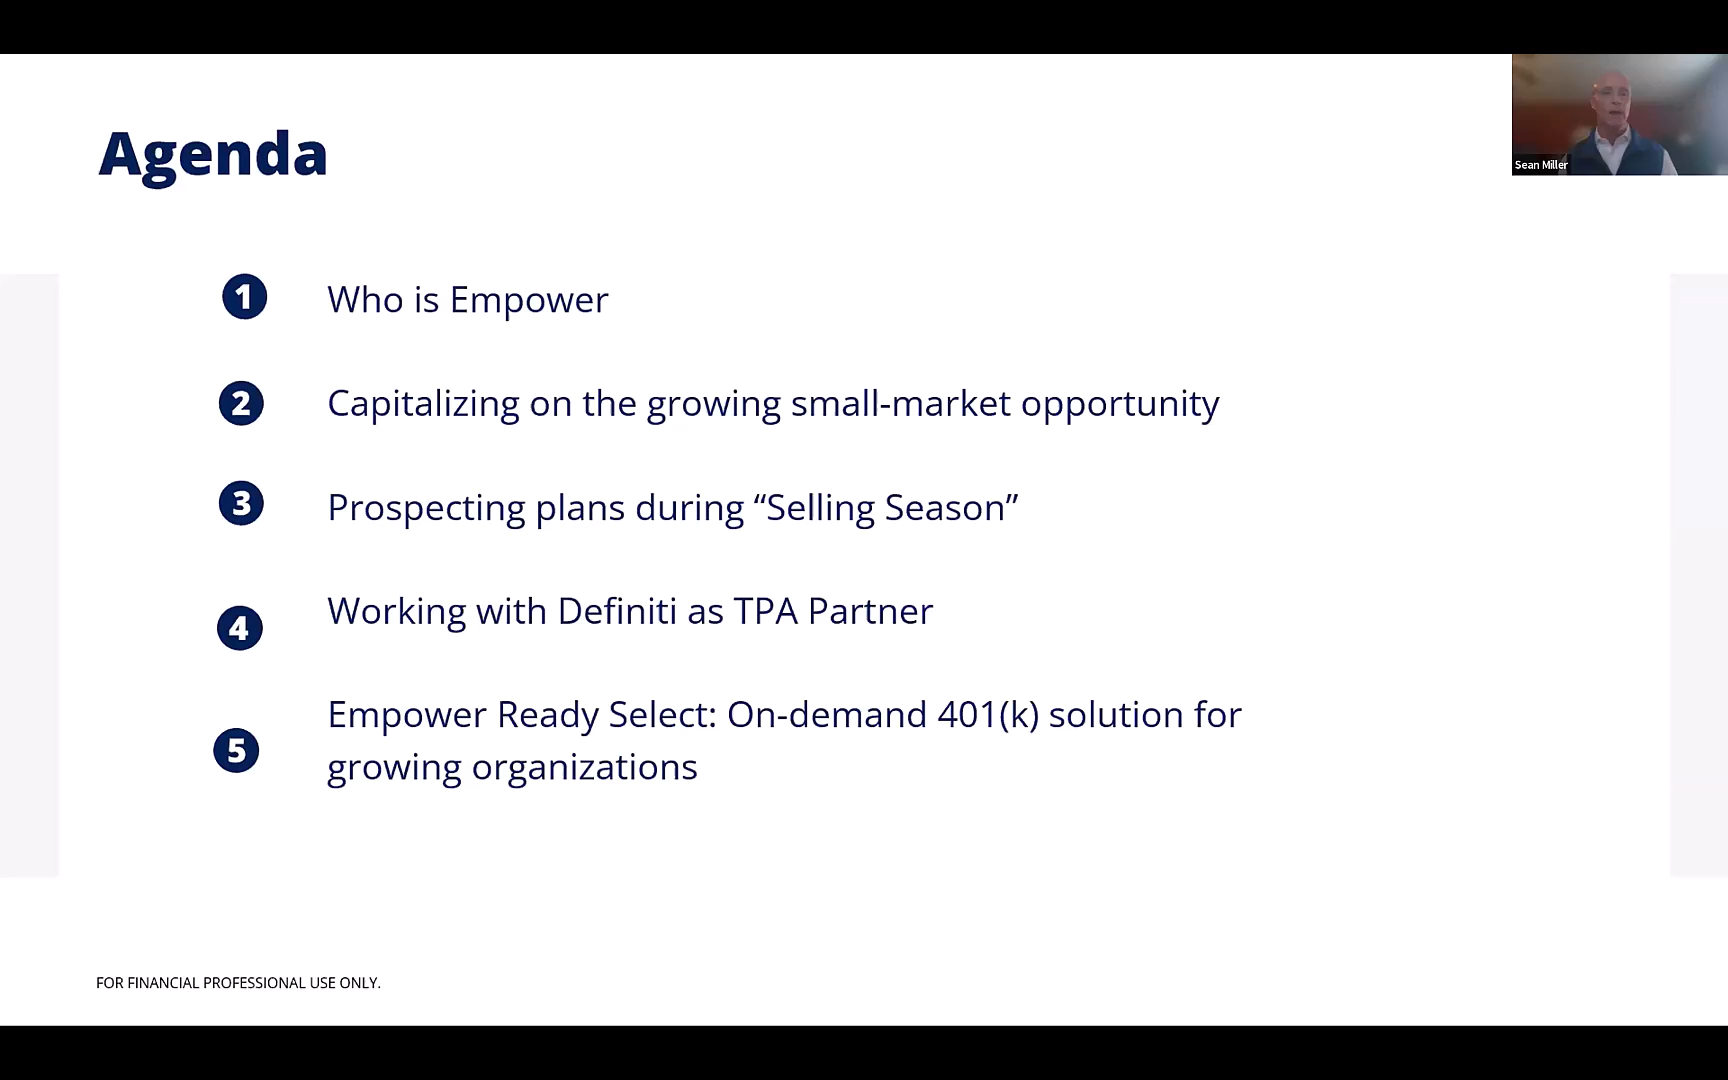 Agenda
Sean Miller
1 Who is Empower
2 Capitalizing on the growing small-market opportunity
3 Prospecting plans during “Selling Season”
4 Working with Definiti as TPA Partner
5 Empower Ready Select: On-demand 401(k) solution for
growing organizations
FOR FINANCIAL PROFESSIONAL USE ONLY.